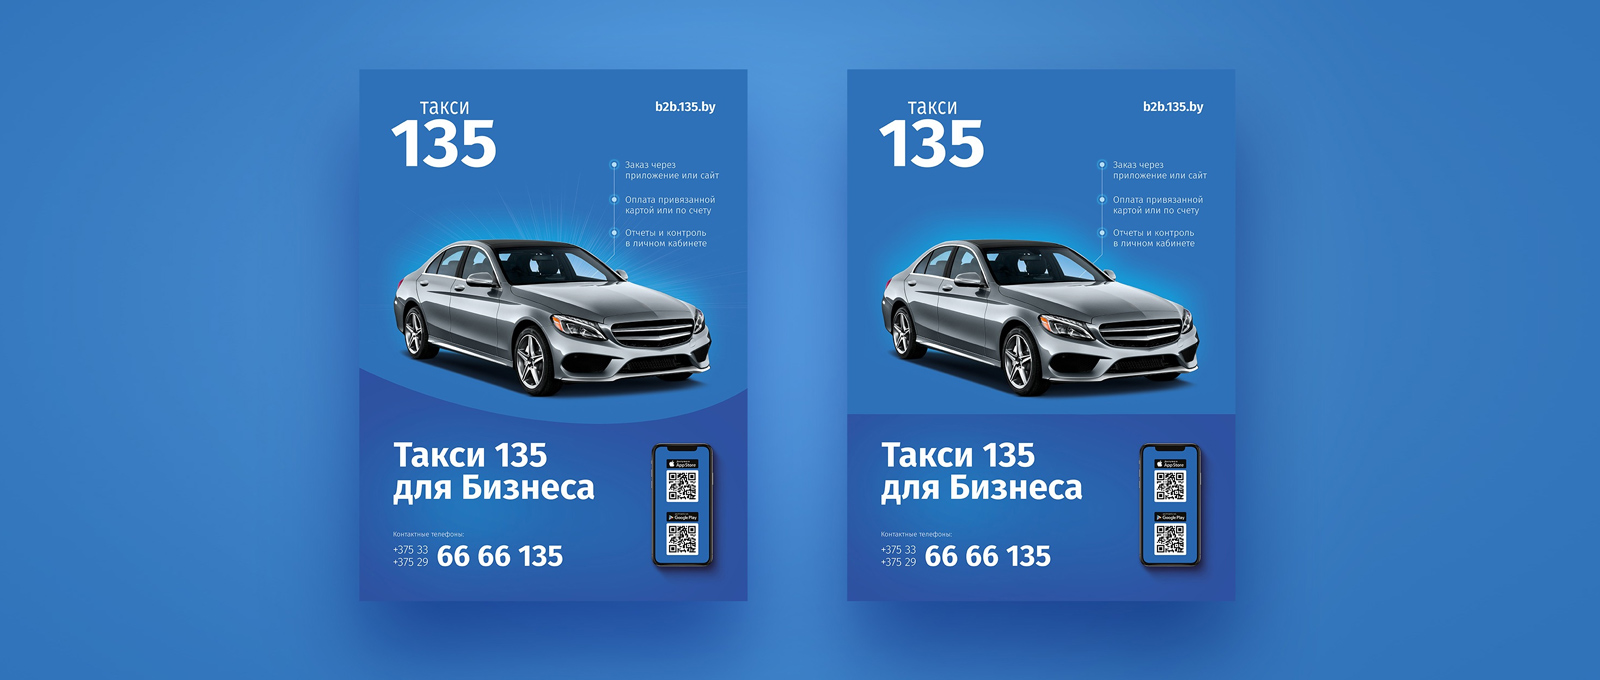 такси
135
b2b.135.by
Заказ через
приложение или сайт
Оплата привязанной
картой или по счету
Отчеты и контроль
в личном кабинете
Такси 135
для Бизнеса
Контактные телефоны:
+375 33
+375 29
66 66 135
App Store
Google Play
такси
135
b2b.135.by
Заказ через
приложение или сайт
Оплата привязанной
картой или по счету
Отчеты и контроль
в личном кабинете
Такси 135
для Бизнеса
Контактные телефоны:
+375 33
+375 29
66 66 135
App Store
Google Play